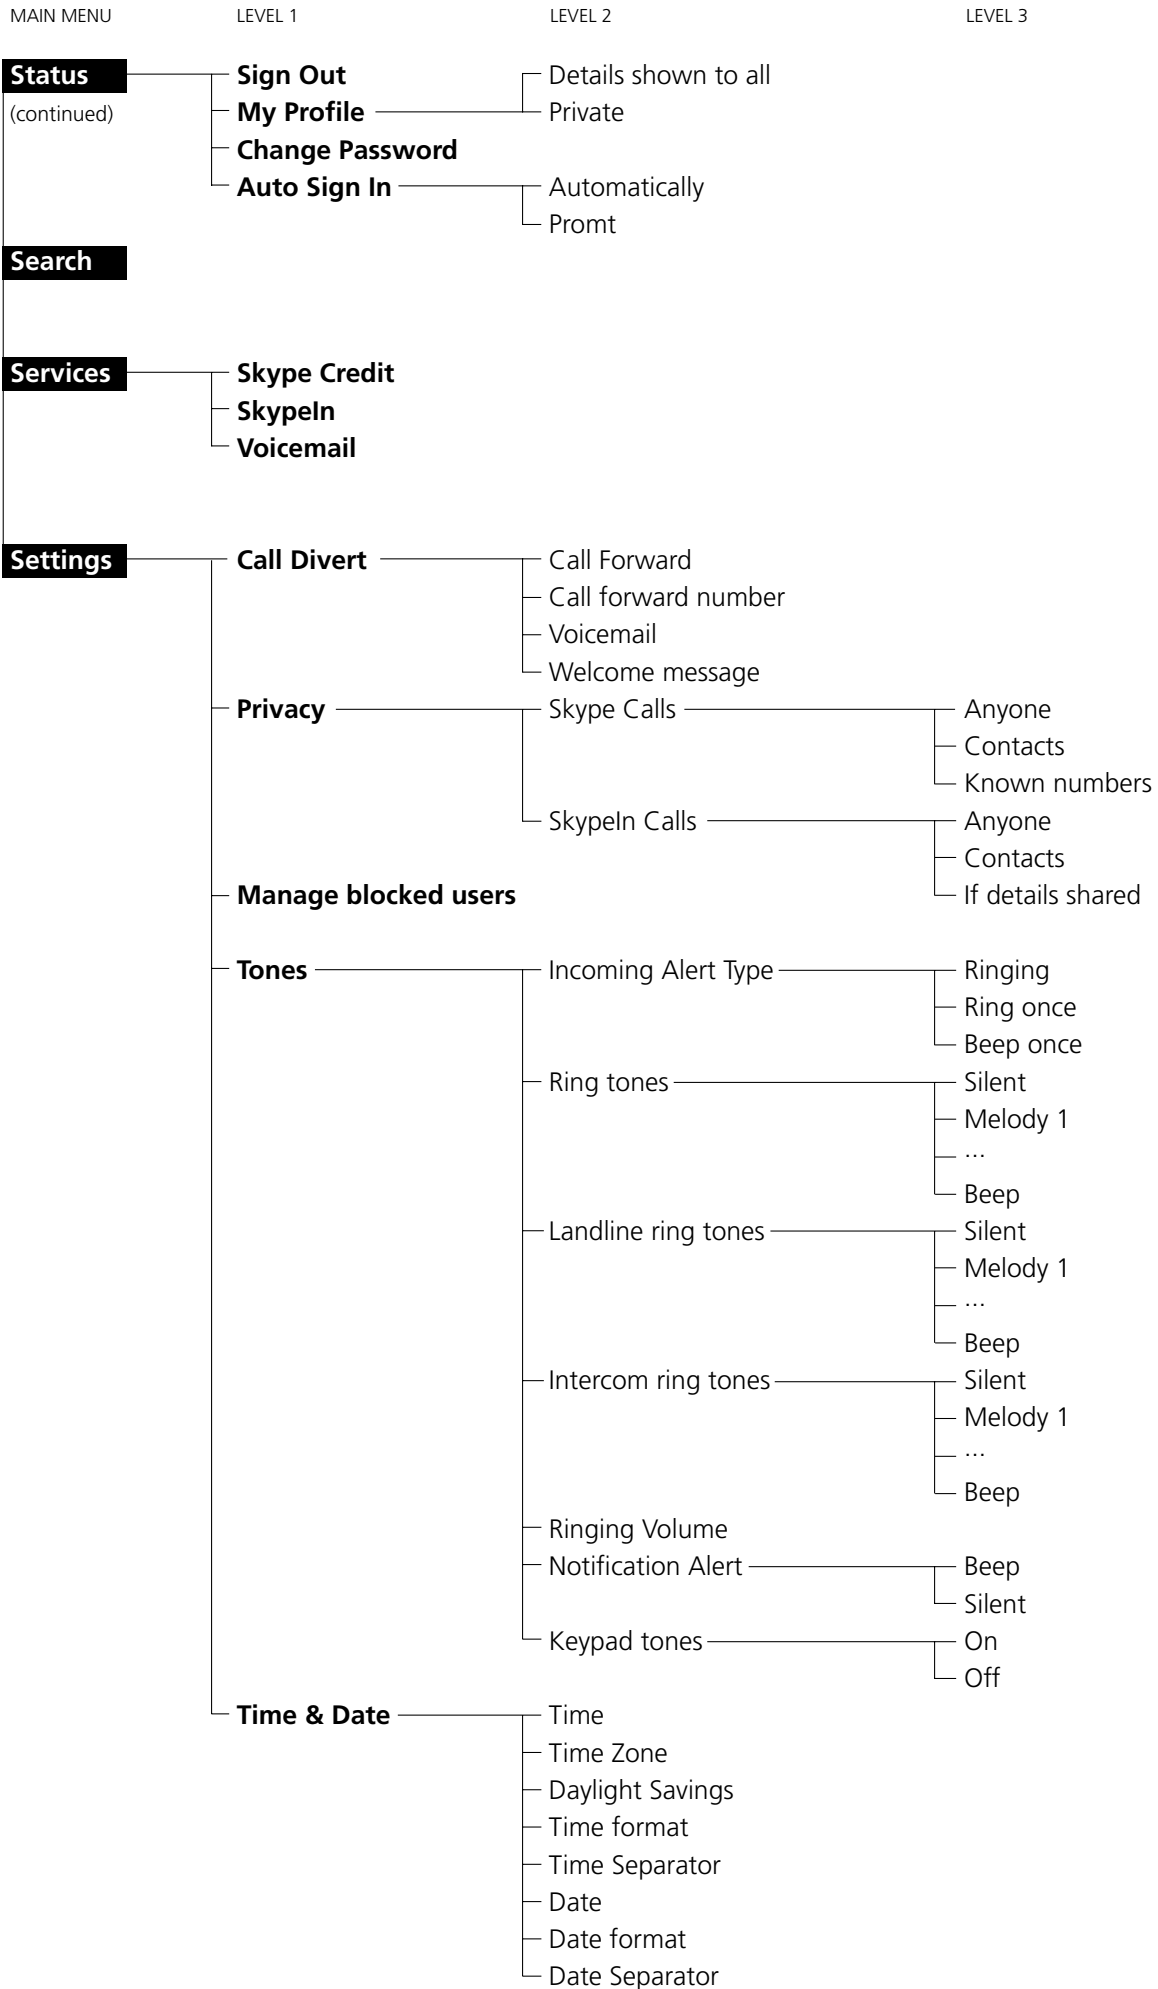 MAIN MENU LEVEL 1 LEVEL 2 LEVEL 3
Status Sign Out Details shown to all
(continued) My Profile Private
Change Password
Auto Sign In Automatically
Promt
Search
Services Skype Credit
SkypeIn
Voicemail
Settings Call Divert Call Forward
Call forward number
Voicemail
Welcome message
Privacy Skype Calls Anyone
Contacts
Known numbers
SkypeIn Calls Anyone
Contacts
Manage blocked users If details shared
Tones Incoming Alert Type Ringing
Ring once
Beep once
Ring tones Silent
Melody 1
...
Beep
Landline ring tones Silent
Melody 1
...
Beep
Intercom ring tones Silent
Melody 1
...
Beep
Ringing Volume
Notification Alert Beep
Silent
Keypad tones On
Off
Time & Date Time
Time Zone
Daylight Savings
Time format
Time Separator
Date
Date format
Date Separator